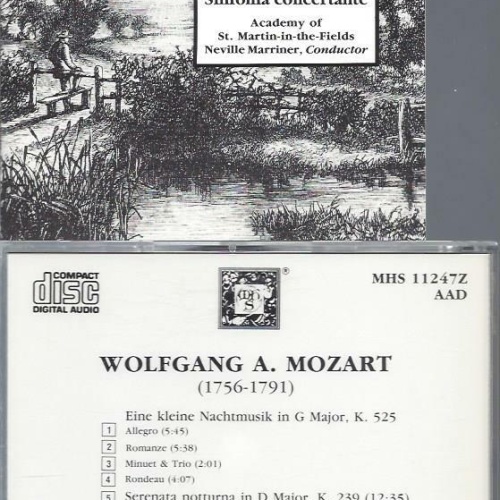 Sinfonia concertante
Academy of
St. Martin-in-the-Fields
Neville Marriner, Conductor
COMPACT
disc
DIGITAL AUDIO
®
MHS 11247Z
AAD
WOLFGANG A. MOZART
(1756-1791)
Eine kleine Nachtmusik in G Major, K. 525
1 Allegro (5:45)
2 Romanze (5:38)
3 Minuet & Trio (2:01)
4 Rondeau (4:07)
5 Serenata notturna in D Major, K. 239 (12:35)